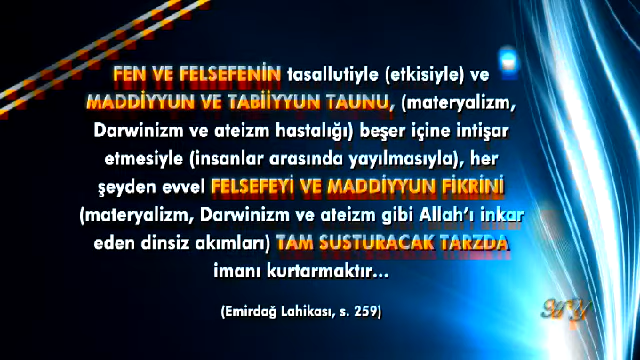 FEN VE FELSEFENİN tasallutiyle (etkisiyle) ve
MADDİYYUN VE TABİİYYUN TAUNU, (materyalizm,
Darwinizm ve ateizm hastalığı) beşer içine intişar
etmesiyle (insanlar arasında yayılmasıyla), her
şeyden evvel FELSEFEYİ VE MADDİYYUN FİKRİNİ
(materyalizm, Darwinizm ve ateizm gibi Allah'ı inkar
eden dinsiz akımları) TAM SUSTURACAK TARZDA
imanı kurtarmaktır...
(Emirdağ Lahikası, s. 259)